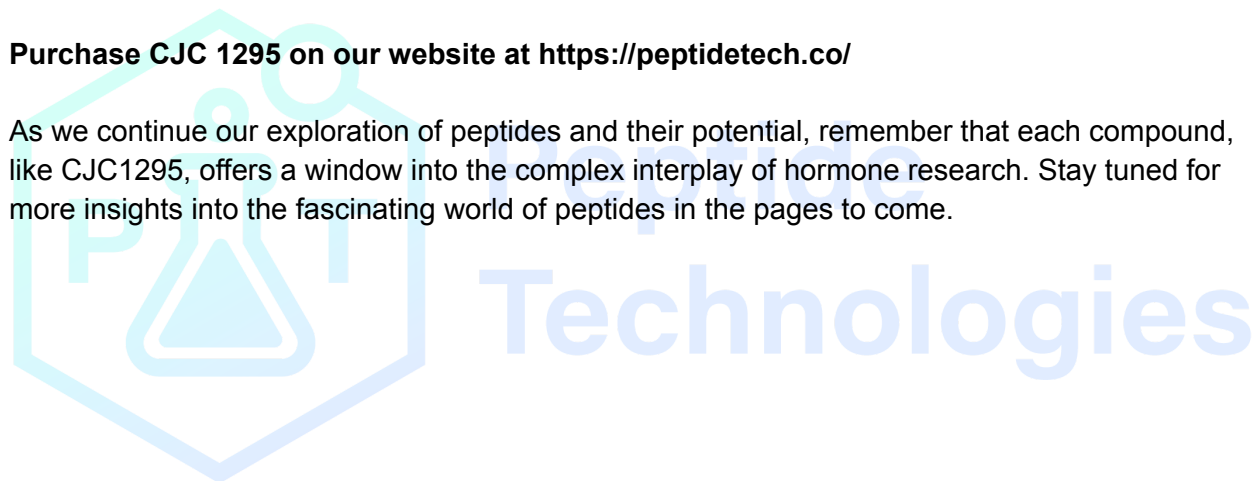 Purchase CJC 1295 on our website at https://peptidetech.co/
As we continue our exploration of peptides and their potential, remember that each compound,
like CJC1295, offers a window into the complex interplay of hormone research. Stay tuned for
more insights into the fascinating world of peptides in the pages to come.
P T
Peptide
Technologies